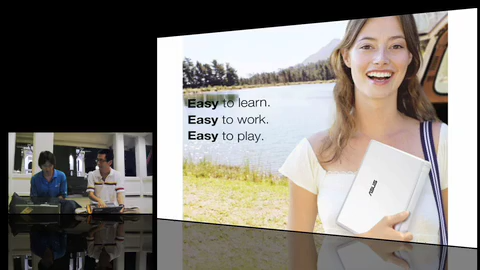 Easy to learn.
Easy to work.
Easy to play.
ASUS